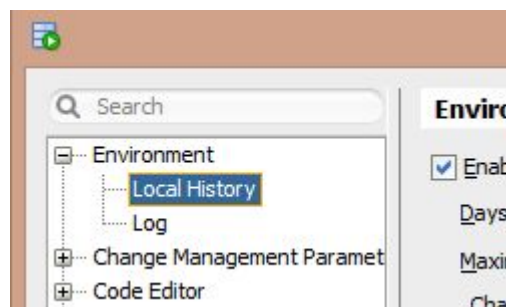 Search
Environment
Local History
Log
Change Management Paramet
Code Editor
Enviro
Enab
Days
Maxi
Cha